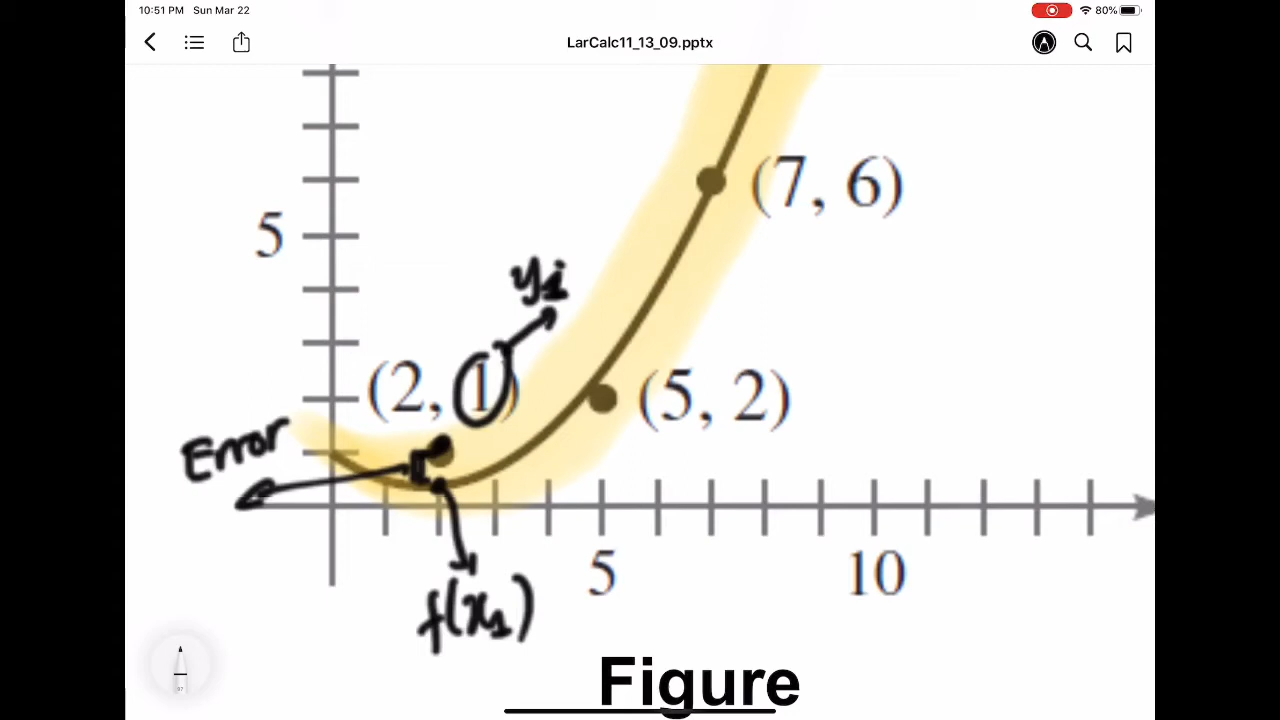 10:51 PM Sun Mar 22
80%
LarCalc11_13_09.pptx
(7, 6)
5
y1
(2, 1)
(5, 2)
Error
5
10
f(x1)
Figure